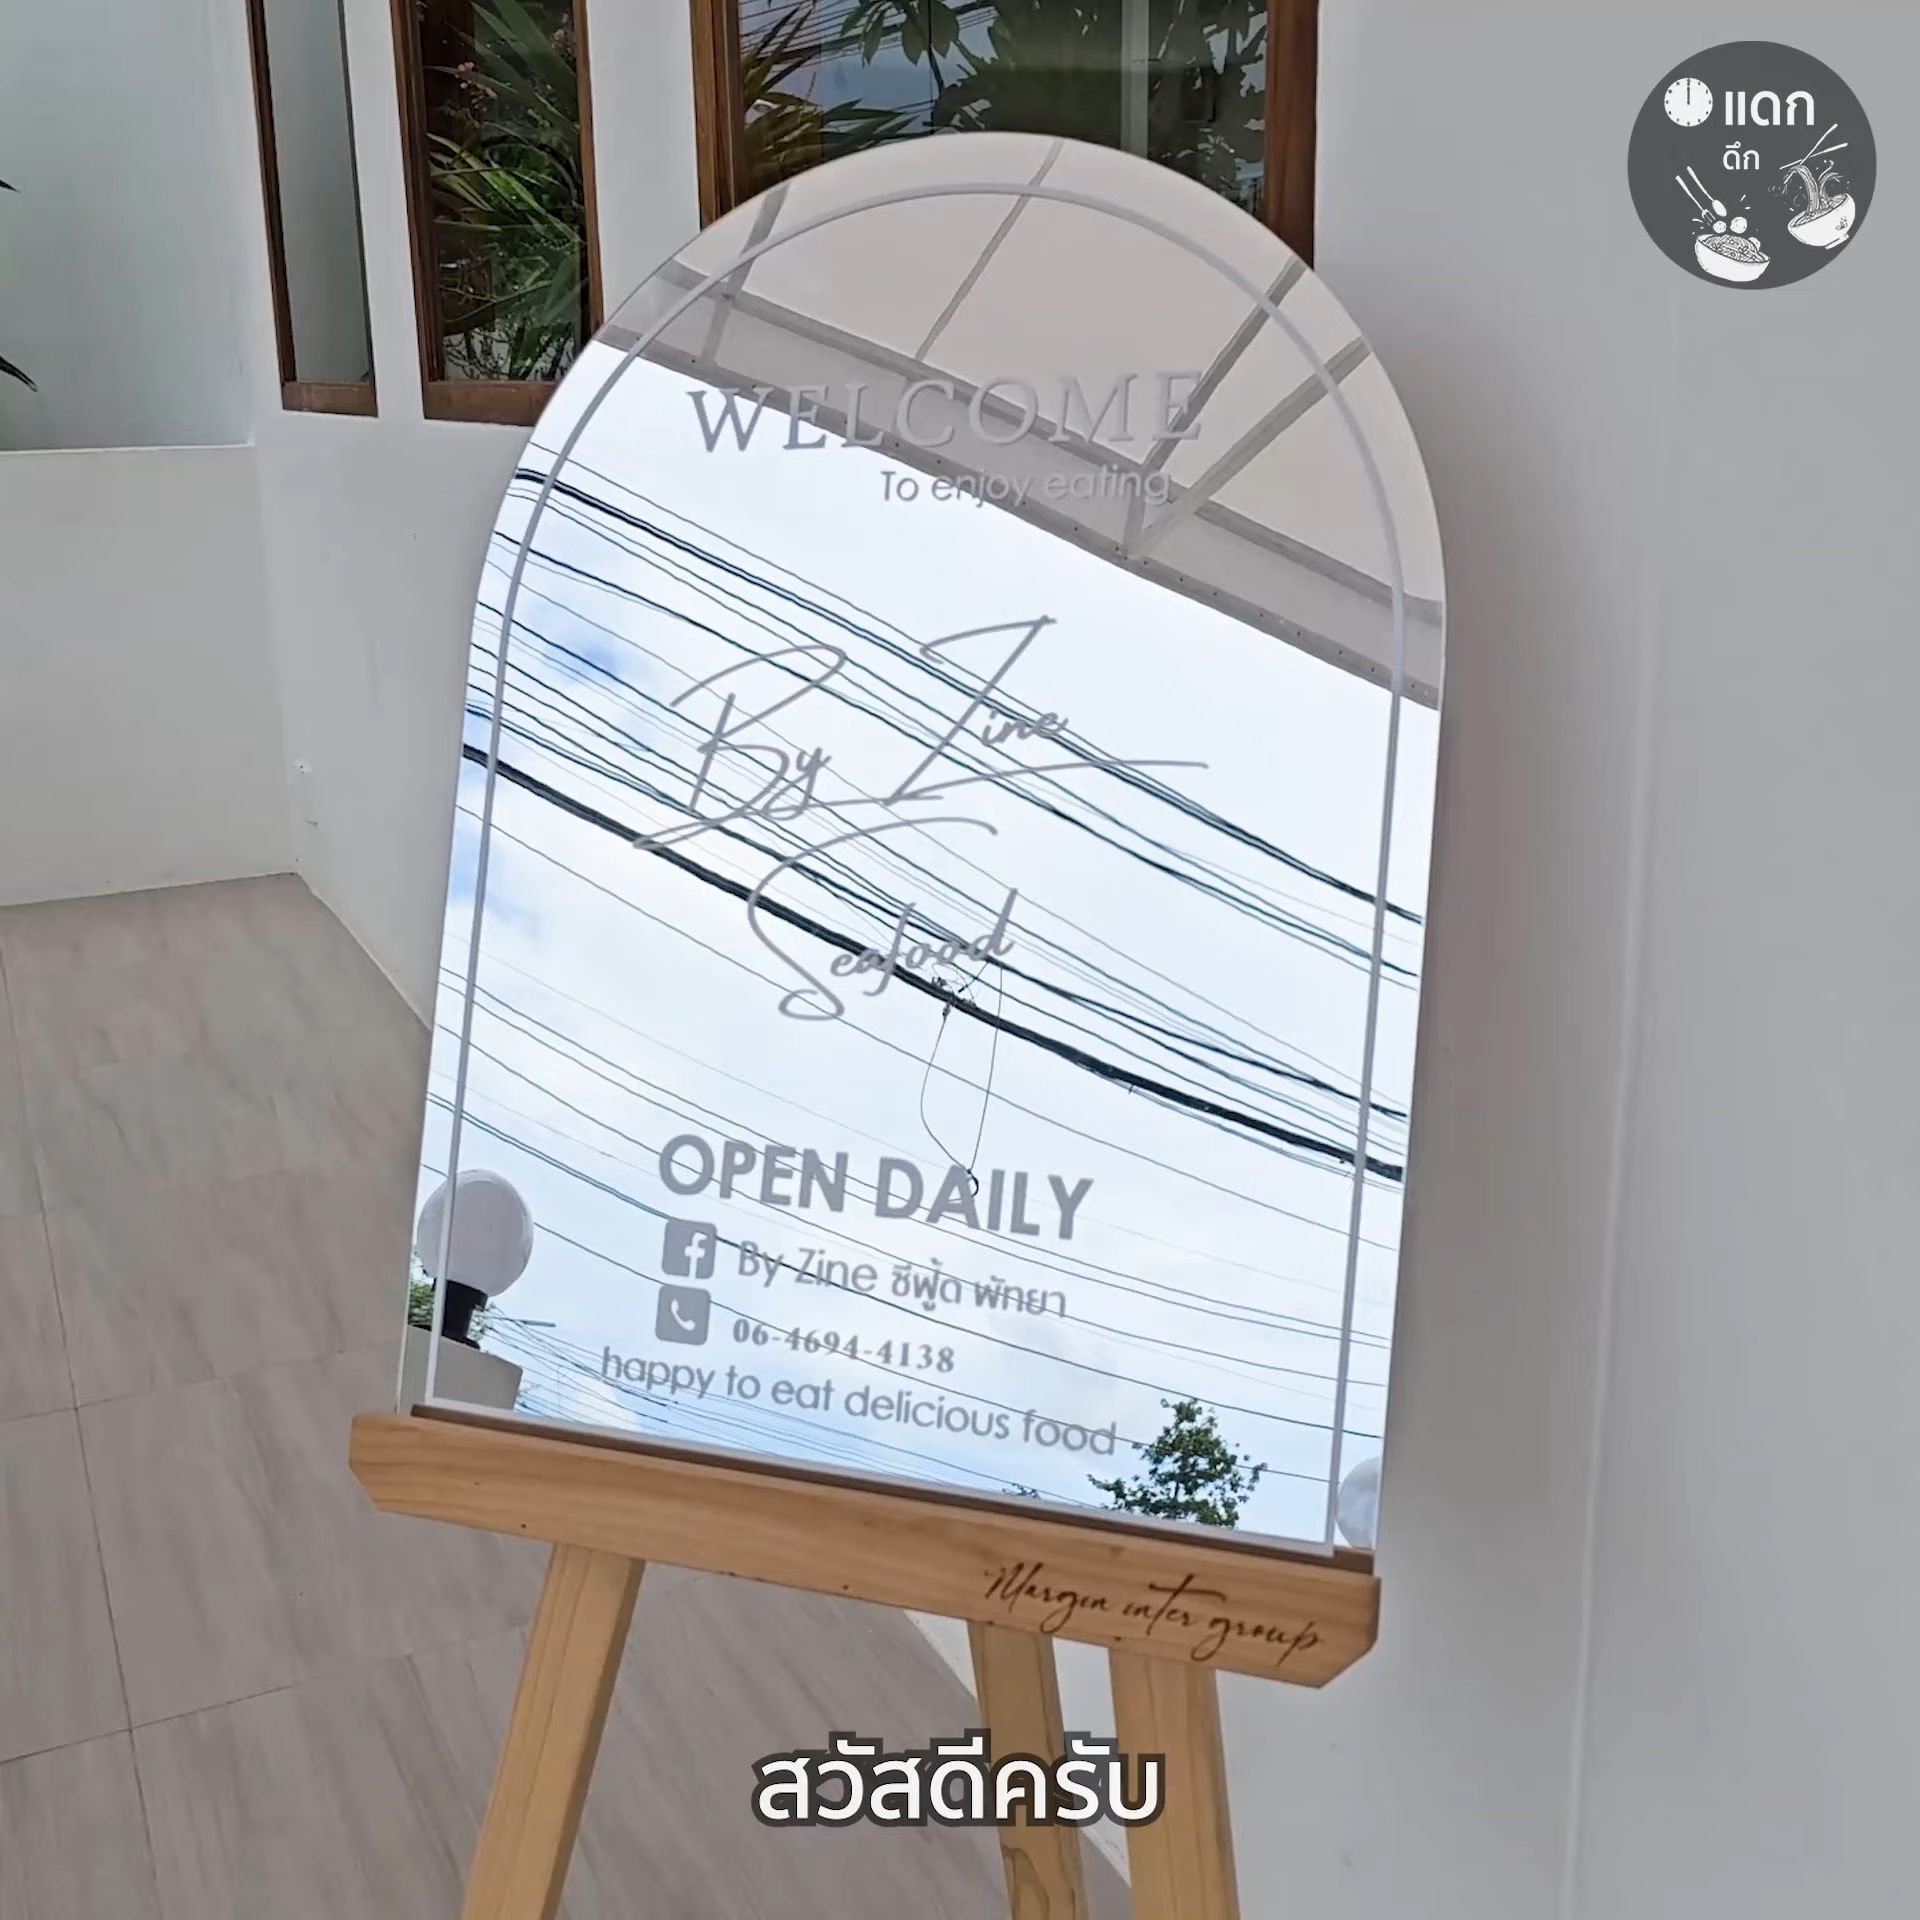 แดก
ดึก
WELCOME
To enjoy eating
By Zine
Seafood
OPEN DAILY
By Zine ซีฟู้ด พัทยา
06-4694-4138
happy to eat delicious food
Margin inter group
สวัสดีครับ